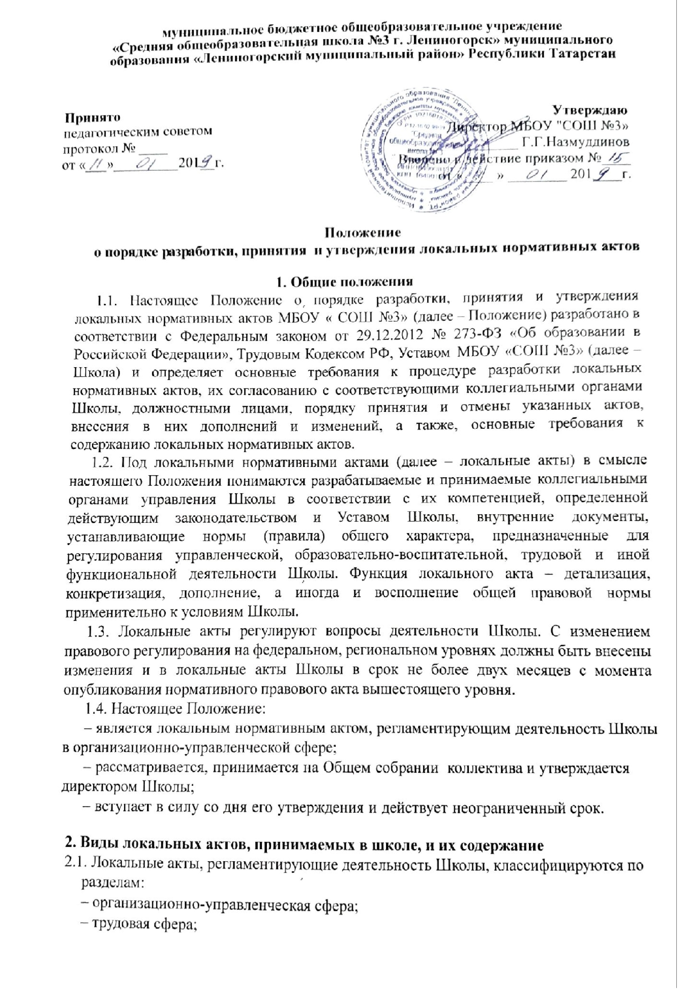 муниципальное бюджетное общеобразовательное учреждение
«Средняя общеобразовательная школа №3 г. Лениногорск» муниципального
образования «Лениногорский муниципальный район» Республики Татарстан
Принято
педагогическим советом
протокол № ____
от «11» 01 2019 г.
Утверждаю
Директор МБОУ "СОШ №3»
Г.Г.Назмуддинов
Введено в действие приказом № 15
от «___» 01 2019 г.
Положение
о порядке разработки, принятия и утверждения локальных нормативных актов
1. Общие положения
1.1. Настоящее Положение о порядке разработки, принятия и утверждения
локальных нормативных актов МБОУ « СОШ №3» (далее – Положение) разработано в
соответствии с Федеральным законом от 29.12.2012 № 273-ФЗ «Об образовании в
Российской Федерации», Трудовым Кодексом РФ, Уставом МБОУ «СОШ №3» (далее –
Школа) и определяет основные требования к процедуре разработки локальных
нормативных актов, их согласованию с соответствующими коллегиальными органами
Школы, должностными лицами, порядку принятия и отмены указанных актов,
внесения в них дополнений и изменений, а также, основные требования к
содержанию локальных нормативных актов.
1.2. Под локальными нормативными актами (далее – локальные акты) в смысле
настоящего Положения понимаются разрабатываемые и принимаемые коллегиальными
органами управления Школы в соответствии с их компетенцией, определенной
действующим законодательством и Уставом Школы, внутренние документы,
устанавливающие нормы (правила) общего характера, предназначенные для
регулирования управленческой, образовательно-воспитательной, трудовой и иной
функциональной деятельности Школы. Функция локального акта – детализация,
конкретизация, дополнение, а иногда и восполнение общей правовой нормы
применительно к условиям Школы.
1.3. Локальные акты регулируют вопросы деятельности Школы. С изменением
правового регулирования на федеральном, региональном уровнях должны быть внесены
изменения и в локальные акты Школы в срок не более двух месяцев с момента
опубликования нормативного правового акта вышестоящего уровня.
1.4. Настоящее Положение:
– является локальным нормативным актом, регламентирующим деятельность Школы
в организационно-управленческой сфере;
– рассматривается, принимается на Общем собрании коллектива и утверждается
директором Школы;
– вступает в силу со дня его утверждения и действует неограниченный срок.
2. Виды локальных актов, принимаемых в школе, и их содержание
2.1. Локальные акты, регламентирующие деятельность Школы, классифицируются по
разделам:
– организационно-управленческая сфера;
– трудовая сфера;